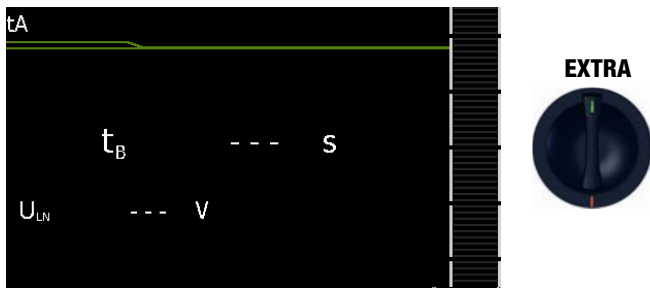 tA
EXTRA
tB --- s
ULN --- V